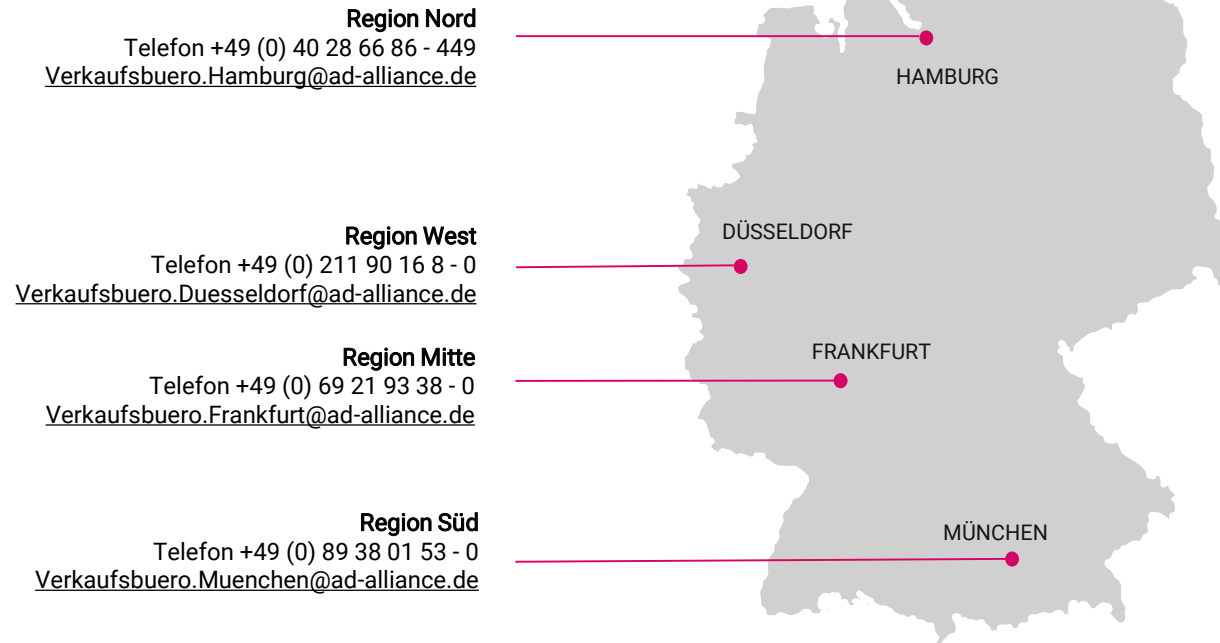 Region Nord
Telefon +49 (0) 40 28 66 86 - 449
Verkaufsbuero.Hamburg@ad-alliance.de
HAMBURG
Region West
Telefon +49 (0) 211 90 16 8 - 0
Verkaufsbuero.Duesseldorf@ad-alliance.de
DÜSSELDORF
Region Mitte
Telefon +49 (0) 69 21 93 38 - 0
Verkaufsbuero.Frankfurt@ad-alliance.de
FRANKFURT
Region Süd
Telefon +49 (0) 89 38 01 53 - 0
Verkaufsbuero.Muenchen@ad-alliance.de
MÜNCHEN